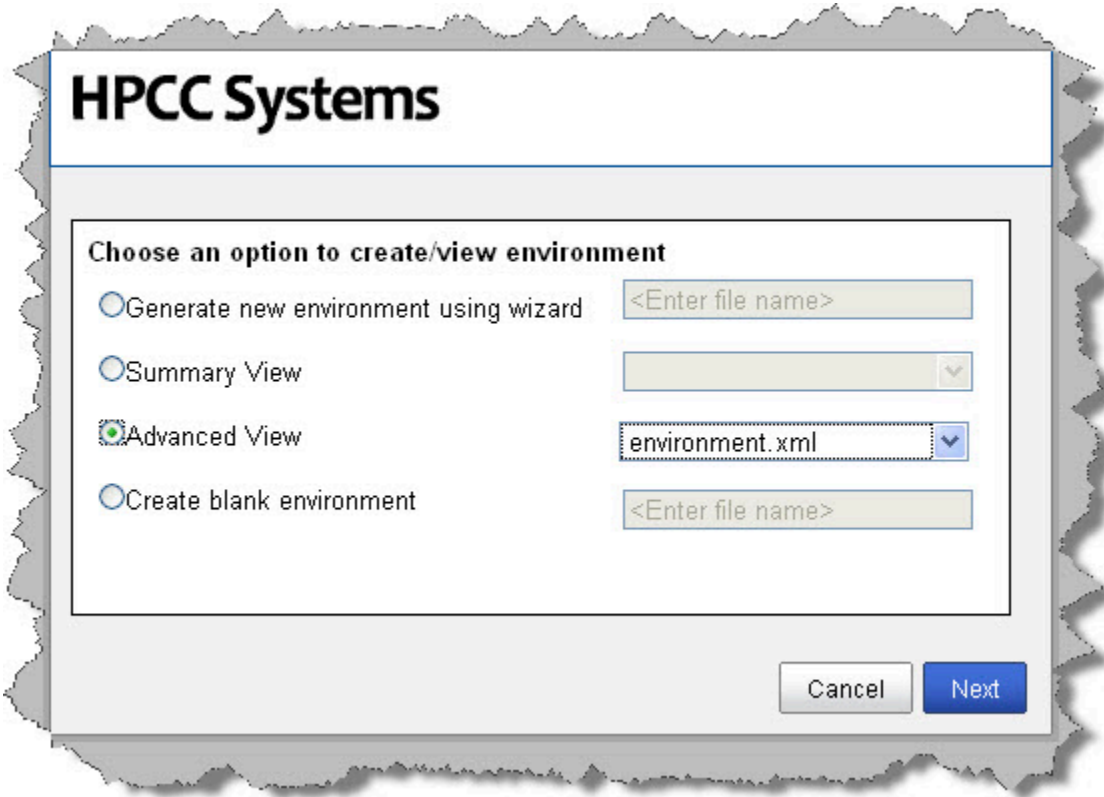 HPCC Systems
Choose an option to create/view environment
Generate new environment using wizard <Enter file name>
Summary View
Advanced View environment.xml
Create blank environment <Enter file name>
Cancel Next